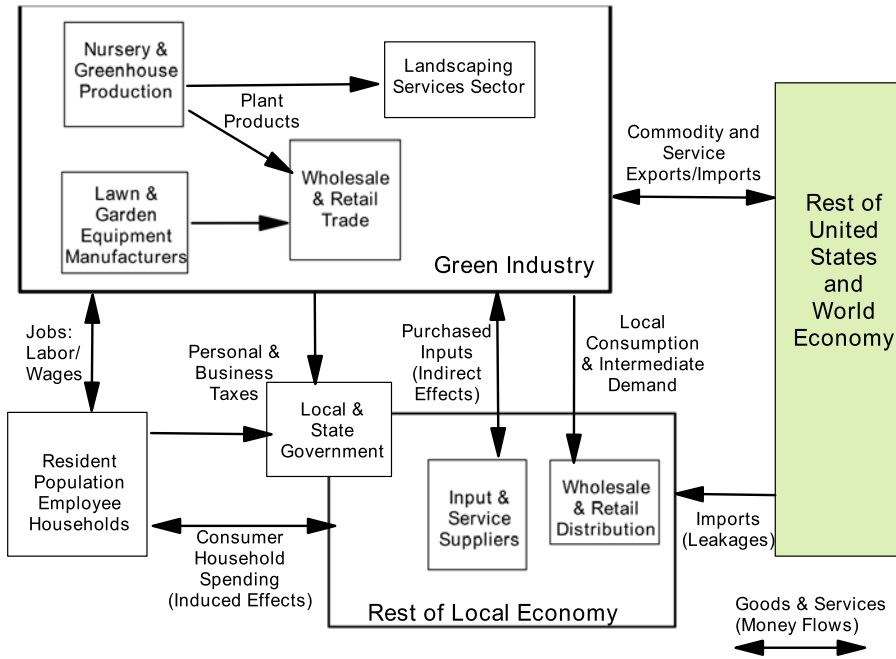 Nursery &
Greenhouse
Production
Landscaping
Services Sector
Plant
Products
Wholesale
& Retail
Trade
Lawn &
Garden
Equipment
Manufacturers
Green Industry
Commodity and
Service
Exports/Imports
Rest of
United
States
and
World
Economy
Jobs:
Labor/
Wages
Personal &
Business
Taxes
Purchased
Inputs
(Indirect
Effects)
Local
Consumption
& Intermediate
Demand
Local &
State
Government
Resident
Population
Employee
Households
Input &
Service
Suppliers
Wholesale
& Retail
Distribution
Imports
(Leakages)
Consumer
Household
Spending
(Induced Effects)
Rest of Local Economy
Goods & Services
(Money Flows)